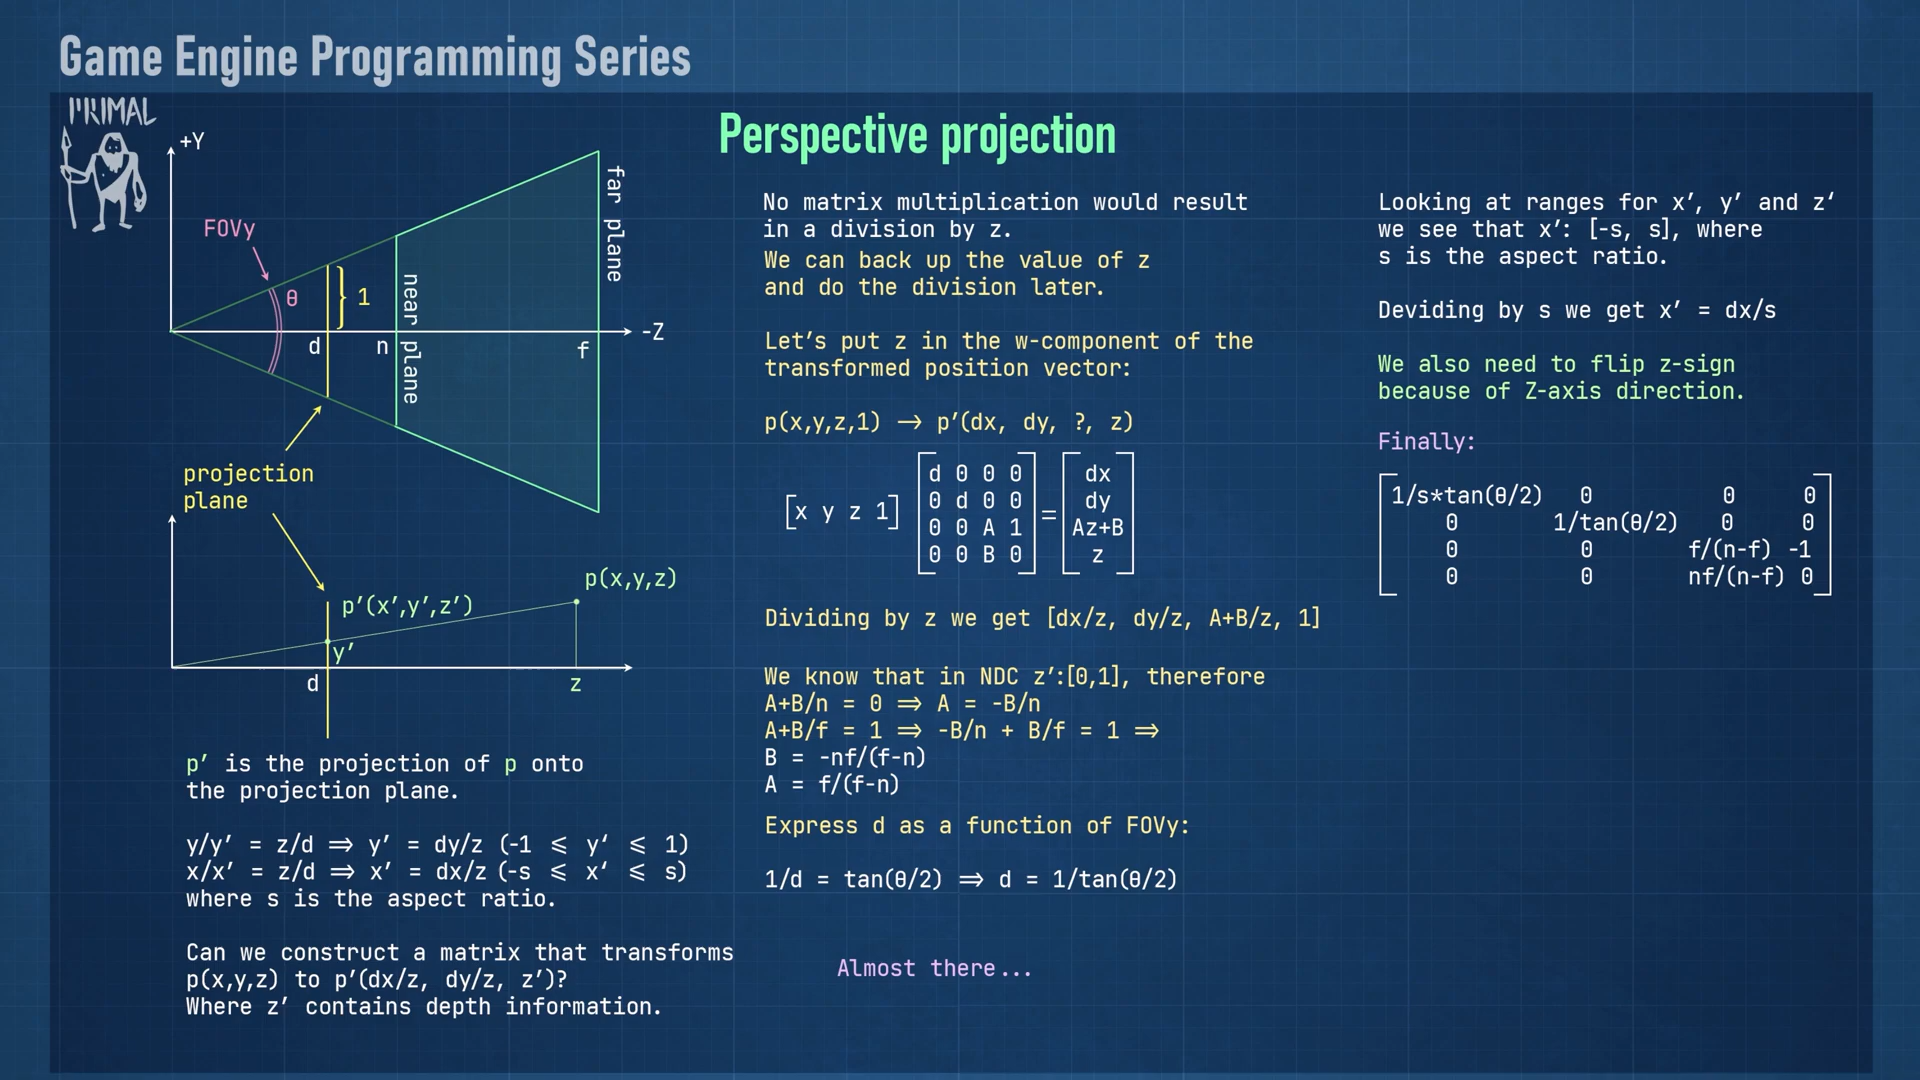 Game Engine Programming Series
PRIMAL
Perspective projection
+Y
FOVy
θ
1
d
n
f
-Z
near plane
far plane
projection
plane
p(x,y,z)
p’(x’,y’,z’)
y’
d
z
p’ is the projection of p onto
the projection plane.
y/y’ = z/d ⇒ y’ = dy/z (-1 ⩽ y‘ ⩽ 1)
x/x’ = z/d ⇒ x’ = dx/z (-s ⩽ x‘ ⩽ s)
where s is the aspect ratio.
Can we construct a matrix that transforms
p(x,y,z) to p’(dx/z, dy/z, z’)?
Where z’ contains depth information.
No matrix multiplication would result
in a division by z.
We can back up the value of z
and do the division later.
Let’s put z in the w-component of the
transformed position vector:
p(x,y,z,1) → p’(dx, dy, ?, z)
[x y z 1]
d 0 0 0
0 d 0 0
0 0 A 1
0 0 B 0
=
dx
dy
Az+B
z
Dividing by z we get [dx/z, dy/z, A+B/z, 1]
We know that in NDC z’:[0,1], therefore
A+B/n = 0 ⇒ A = -B/n
A+B/f = 1 ⇒ -B/n + B/f = 1 ⇒
B = -nf/(f-n)
A = f/(f-n)
Express d as a function of FOVy:
1/d = tan(θ/2) ⇒ d = 1/tan(θ/2)
Almost there...
Looking at ranges for x’, y’ and z‘
we see that x’: [-s, s], where
s is the aspect ratio.
Deviding by s we get x’ = dx/s
We also need to flip z-sign
because of Z-axis direction.
Finally:
1/s*tan(θ/2) 0 0 0
0 1/tan(θ/2) 0 0
0 0 f/(n-f) -1
0 0 nf/(n-f) 0